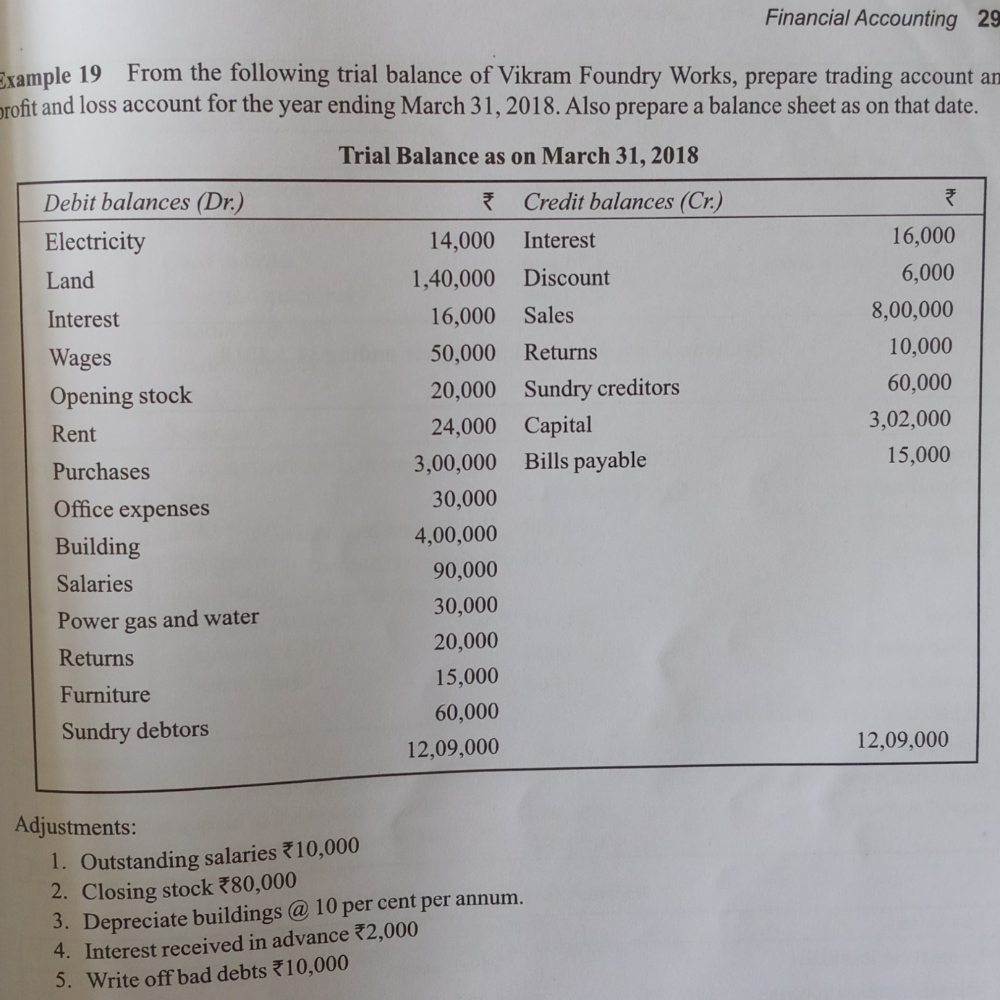 Financial Accounting 29
Example 19 From the following trial balance of Vikram Foundry Works, prepare trading account an
profit and loss account for the year ending March 31, 2018. Also prepare a balance sheet as on that date.
Trial Balance as on March 31, 2018
Debit balances (Dr.) ₹ Credit balances (Cr.) ₹
Electricity 14,000 Interest 16,000
Land 1,40,000 Discount 6,000
Interest 16,000 Sales 8,00,000
Wages 50,000 Returns 10,000
Opening stock 20,000 Sundry creditors 60,000
Rent 24,000 Capital 3,02,000
Purchases 3,00,000 Bills payable 15,000
Office expenses 30,000
Building 4,00,000
Salaries 90,000
Power gas and water 30,000
Returns 20,000
Furniture 15,000
Sundry debtors 60,000
12,09,000 12,09,000
Adjustments:
1. Outstanding salaries ₹10,000
2. Closing stock ₹80,000
3. Depreciate buildings @ 10 per cent per annum.
4. Interest received in advance ₹2,000
5. Write off bad debts ₹10,000